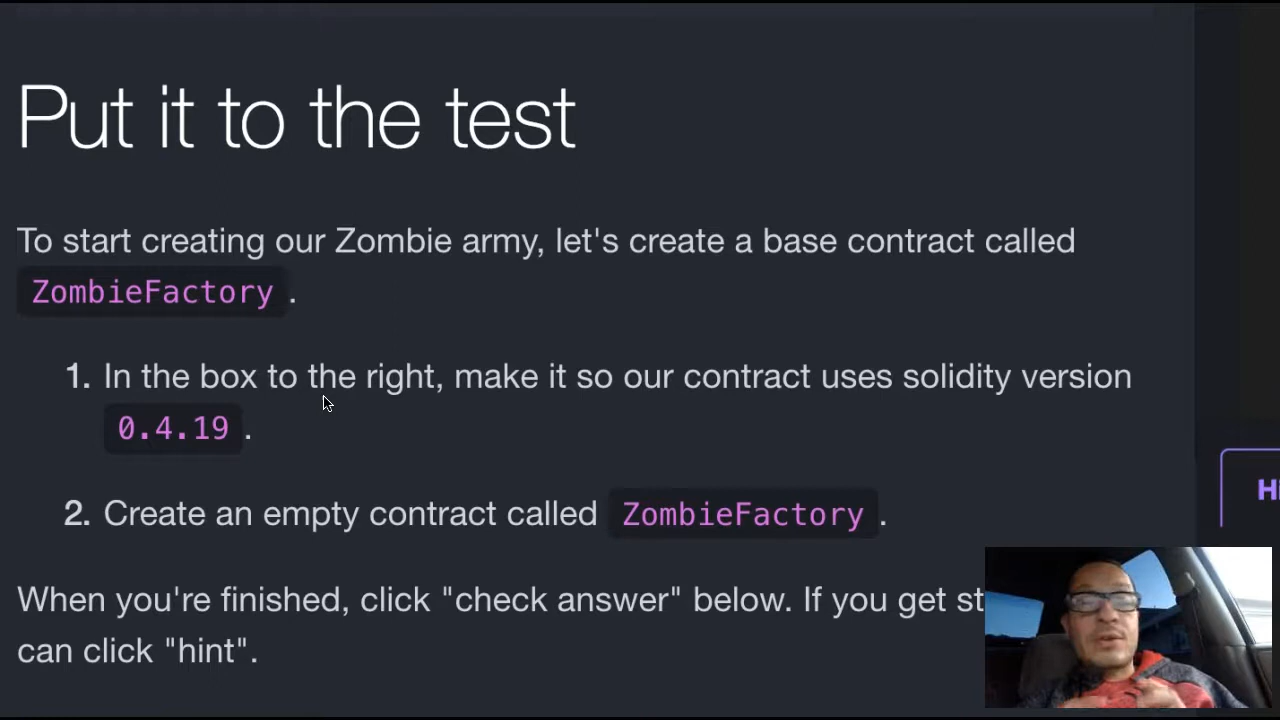 Put it to the test
To start creating our Zombie army, let's create a base contract called
ZombieFactory .
1. In the box to the right, make it so our contract uses solidity version
0.4.19 .
2. Create an empty contract called ZombieFactory .
When you're finished, click "check answer" below. If you get
can click "hint".